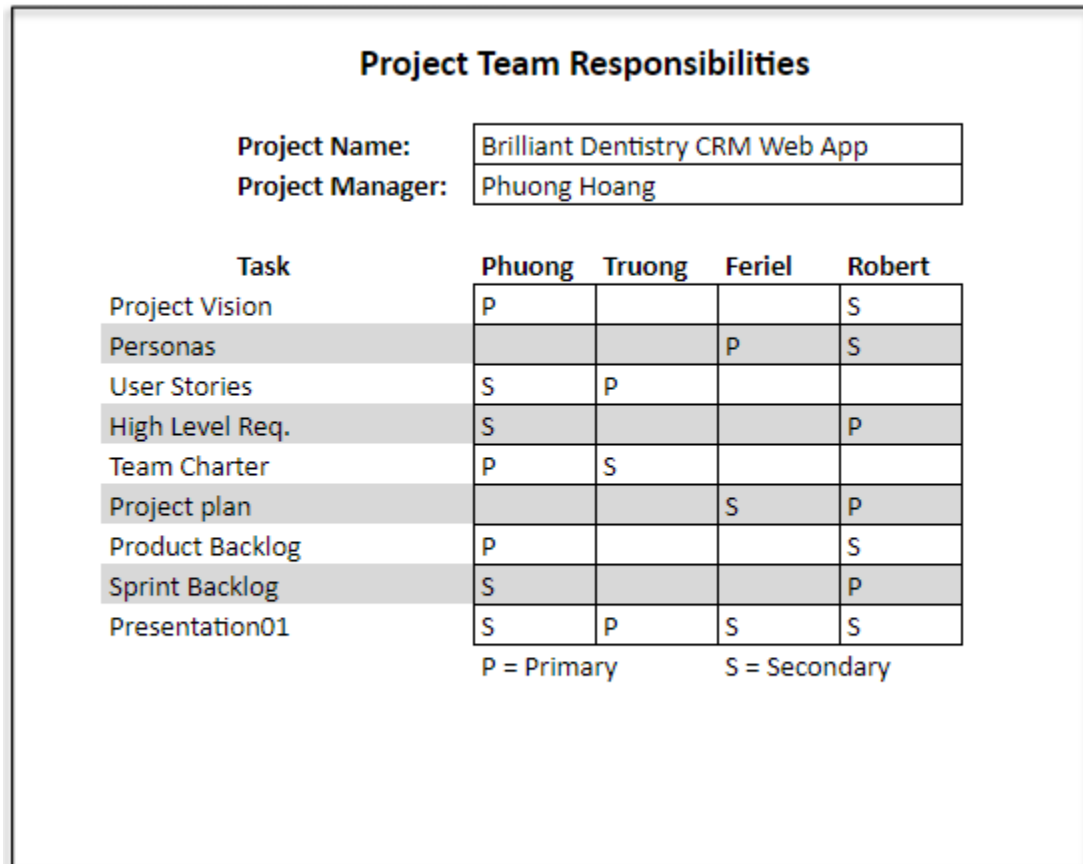 Project Team Responsibilities
Project Name: Brilliant Dentistry CRM Web App
Project Manager: Phuong Hoang
Task Phuong Truong Feriel Robert
Project Vision P S
Personas P S
User Stories S P
High Level Req. S P
Team Charter P S
Project plan S P
Product Backlog P S
Sprint Backlog S P
Presentation01 S P S S
P = Primary S = Secondary